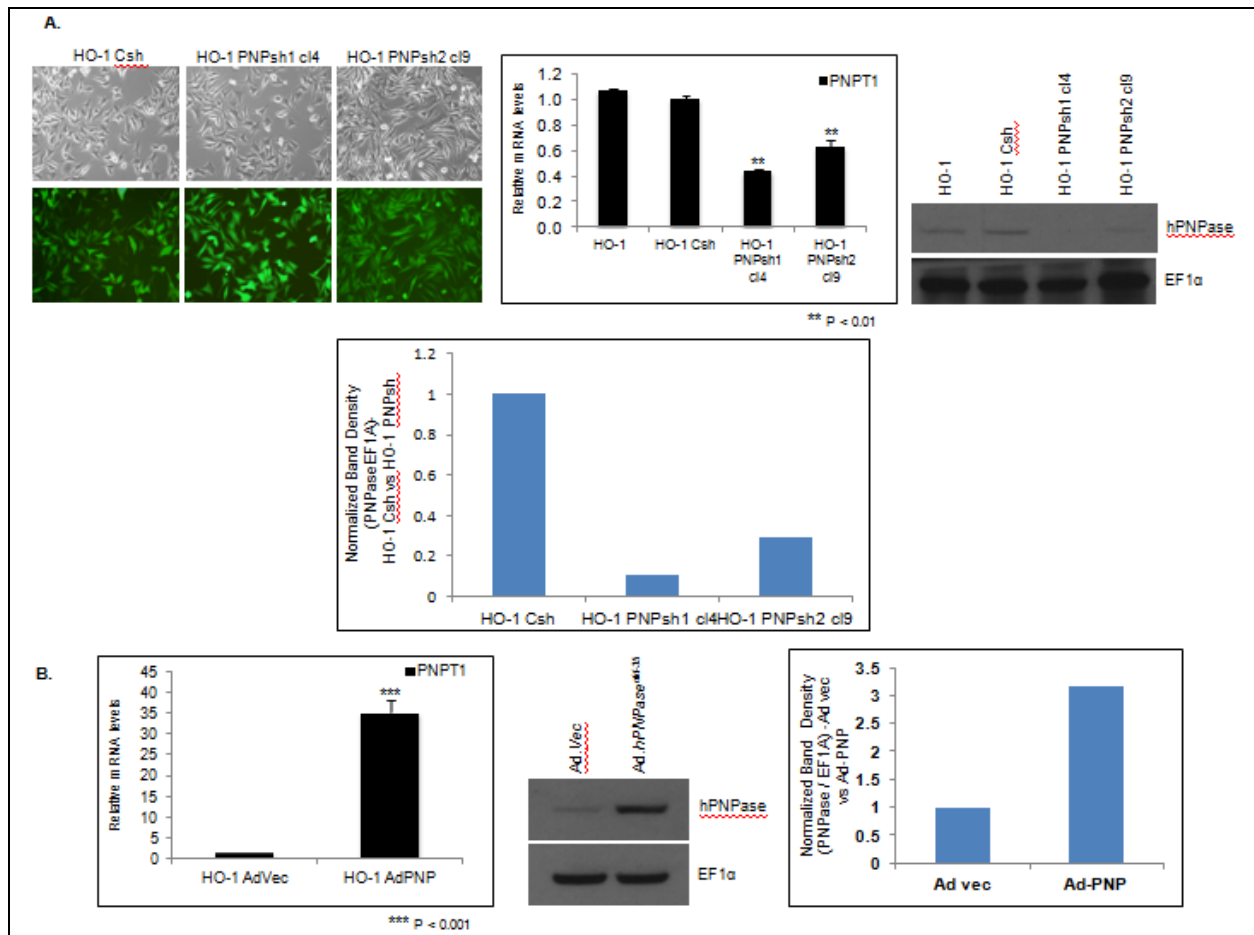 A.
HO-1 Csh
HO-1 PNPsh1 cl4
HO-1 PNPsh2 cl9
PNPT1
Relative mRNA levels
1.4
1.2
1.0
0.8
0.6
0.4
0.2
0.0
**
**
HO-1
HO-1 Csh
HO-1
PNPsh1
cl4
HO-1
PNPsh2
cl9
** P < 0.01
HO-1
HO-1 Csh
HO-1 PNPsh1 cl4
HO-1 PNPsh2 cl9
hPNPase
EF1α
Normalized Band Density
(PNPaseEF1A)-
HO-1 Csh vs HO-1 PNPsh
1.2
1
0.8
0.6
0.4
0.2
0
HO-1 Csh
HO-1 PNPsh1 cl4
HO-1 PNPsh2 cl9
B.
PNPT1
Relative mRNA levels
45
40
35
30
25
20
15
10
5
0
***
HO-1 AdVec
HO-1 AdPNP
*** P < 0.001
Ad.Vec
Ad.hPNPase
hPNPase
EF1α
Normalized Band Density
(PNPase / EF1A) - Ad vec
vs Ad-PNP
3.5
3
2.5
2
1.5
1
0.5
0
Ad vec
Ad-PNP